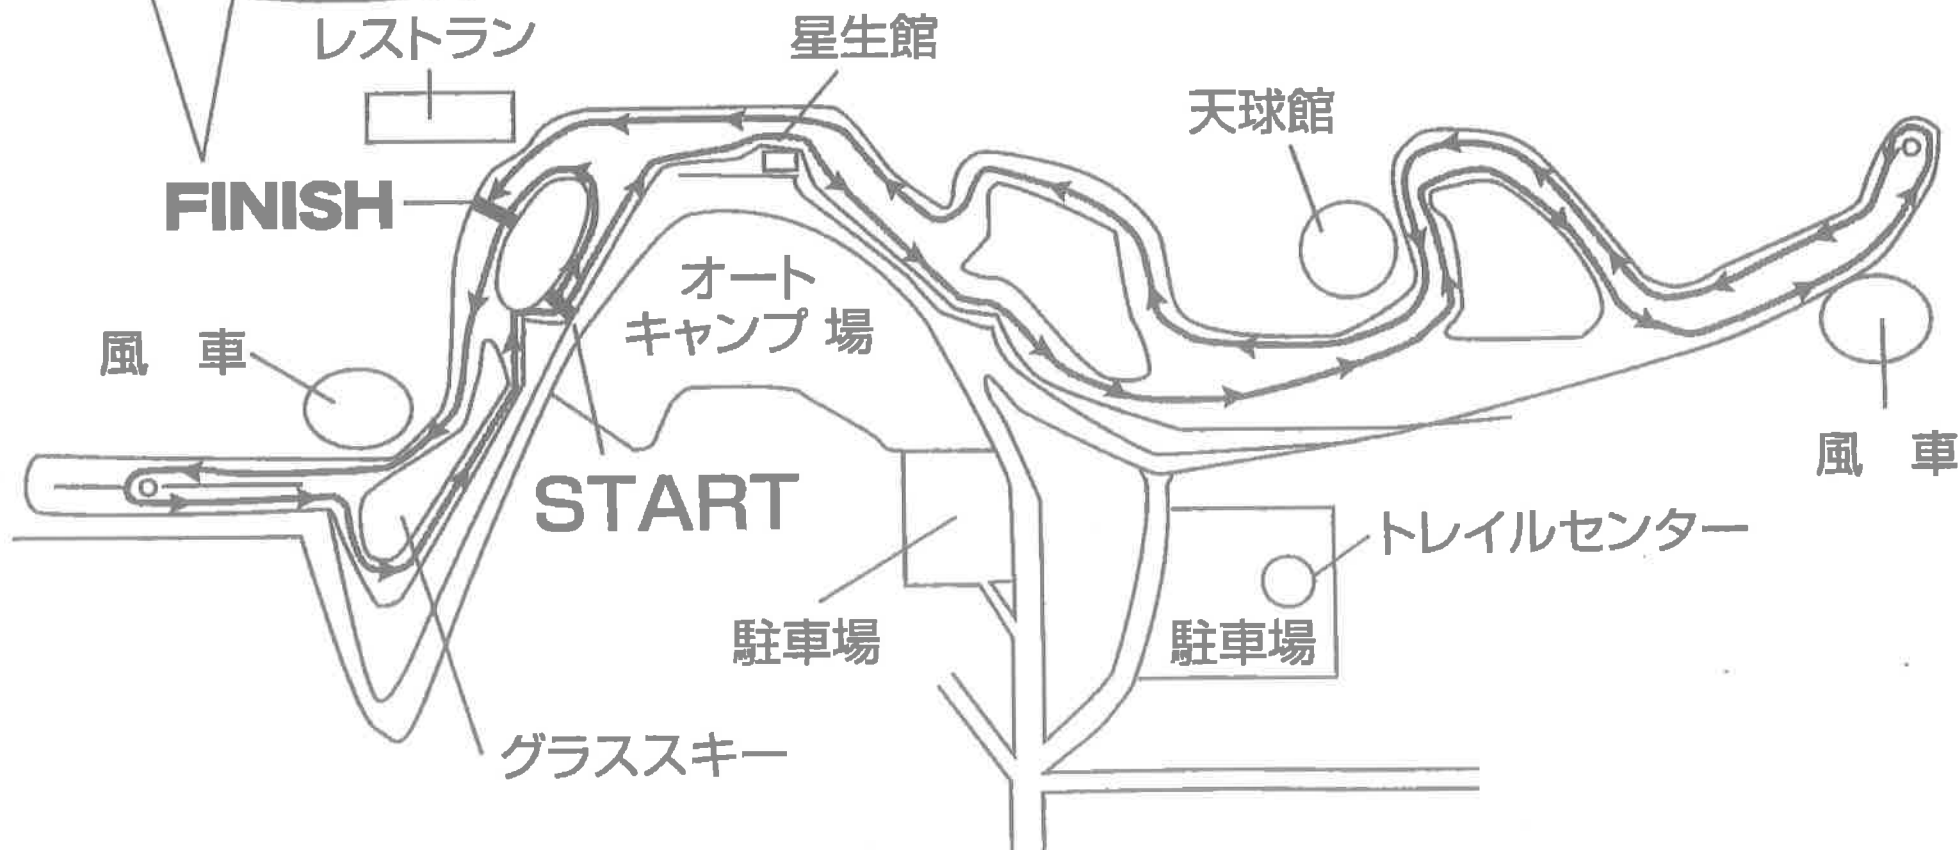 レストラン
星生館
天球館
FINISH
オート
キャンプ 場
風 車
START
風 車
トレイルセンター
駐車場
駐車場
グラススキー